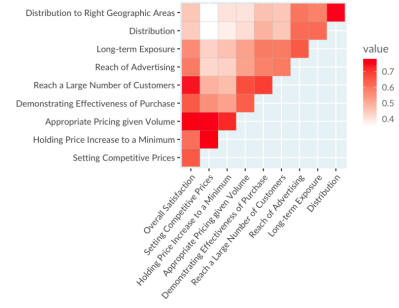 Distribution to Right Geographic Areas
Distribution
Long-term Exposure
Reach of Advertising
Reach a Large Number of Customers
Demonstrating Effectiveness of Purchase
Appropriate Pricing given Volume
Holding Price Increase to a Minimum
Setting Competitive Prices
value
0.7
0.6
0.5
0.4
Overall Satisfaction
Setting Competitive Prices
Holding Price Increase to a Minimum
Appropriate Pricing given Volume
Demonstrating Effectiveness of Purchase
Reach a Large Number of Customers
Reach of Advertising
Long-term Exposure
Distribution